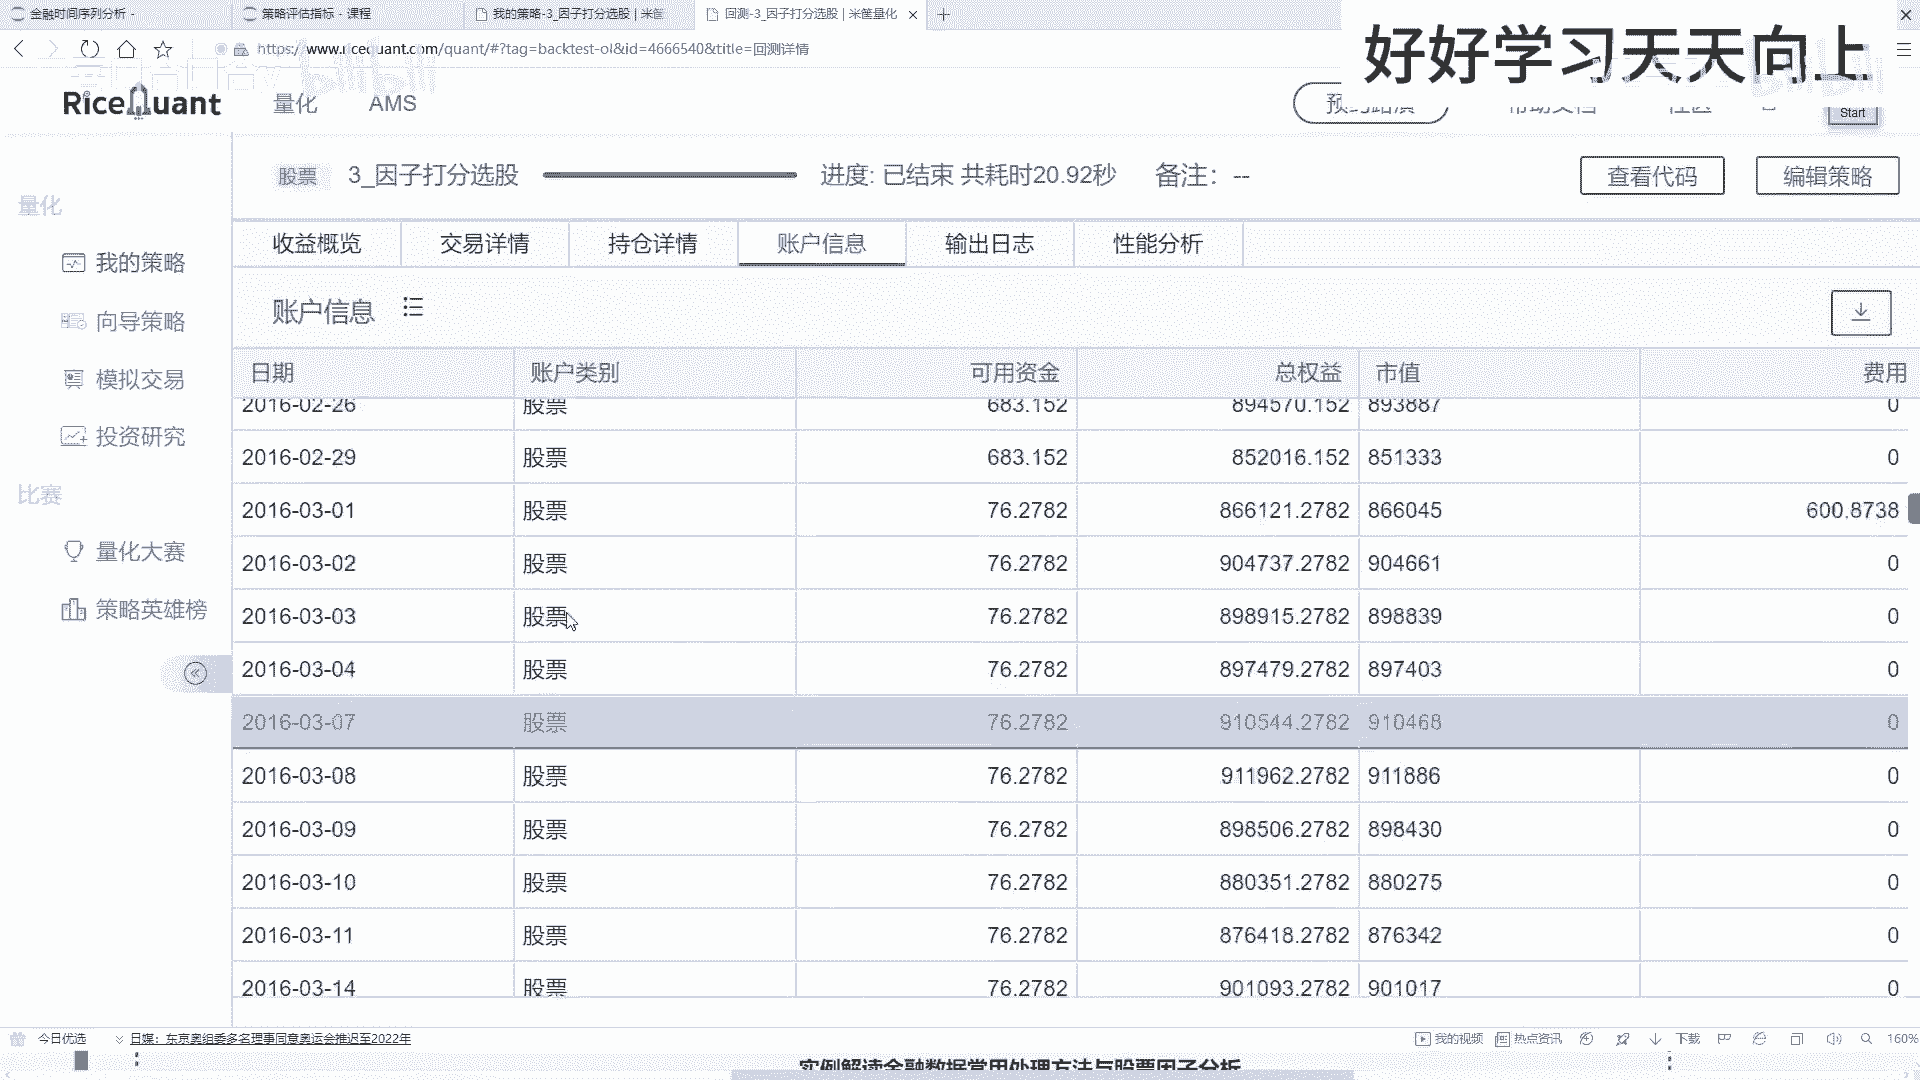 金融时间序列分析 -
策略评估指标 - 课程
我的策略-3_因子打分选股 | 米筐
回测-3_因子打分选股 | 米筐量化
https://www.ricequant.com/quant/#?tag=backtest-ol&id=4666540&title=回测详情
好好学习天天向上
RiceQuant
量化
AMS
Start
股票
3_因子打分选股
进度: 已结束 共耗时20.92秒
备注: --
查看代码
编辑策略
量化
我的策略
向导策略
模拟交易
投资研究
比赛
量化大赛
策略英雄榜
收益概览
交易详情
持仓详情
账户信息
输出日志
性能分析
账户信息
日期 账户类别 可用资金 总权益 市值 费用
2016-02-26 股票 683.152 894570.152 893887 0
2016-02-29 股票 683.152 852016.152 851333 0
2016-03-01 股票 76.2782 866121.2782 866045 600.8738
2016-03-02 股票 76.2782 904737.2782 904661 0
2016-03-03 股票 76.2782 898915.2782 898839 0
2016-03-04 股票 76.2782 897479.2782 897403 0
2016-03-07 股票 76.2782 910544.2782 910468 0
2016-03-08 股票 76.2782 911962.2782 911886 0
2016-03-09 股票 76.2782 898506.2782 898430 0
2016-03-10 股票 76.2782 880351.2782 880275 0
2016-03-11 股票 76.2782 876418.2782 876342 0
2016-03-14 股票 76.2782 901093.2782 901017 0
今日优选
日媒：东京奥组委多名理事同意奥运会推迟至2022年
我的视频
热点资讯
下载
160%
实例解读金融数据常用处理方法与股票因子分析